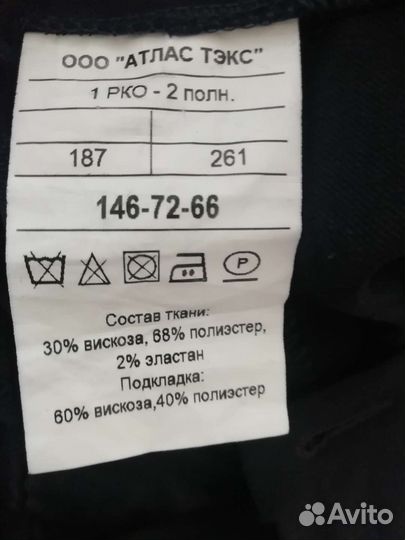 ООО "АТЛАС ТЭКС"
1 РКО - 2 полн.
187 261
146-72-66
P
Состав ткани:
30% вискоза, 68% полиэстер,
2% эластан
Подкладка:
60% вискоза,40% полиэстер
Avito